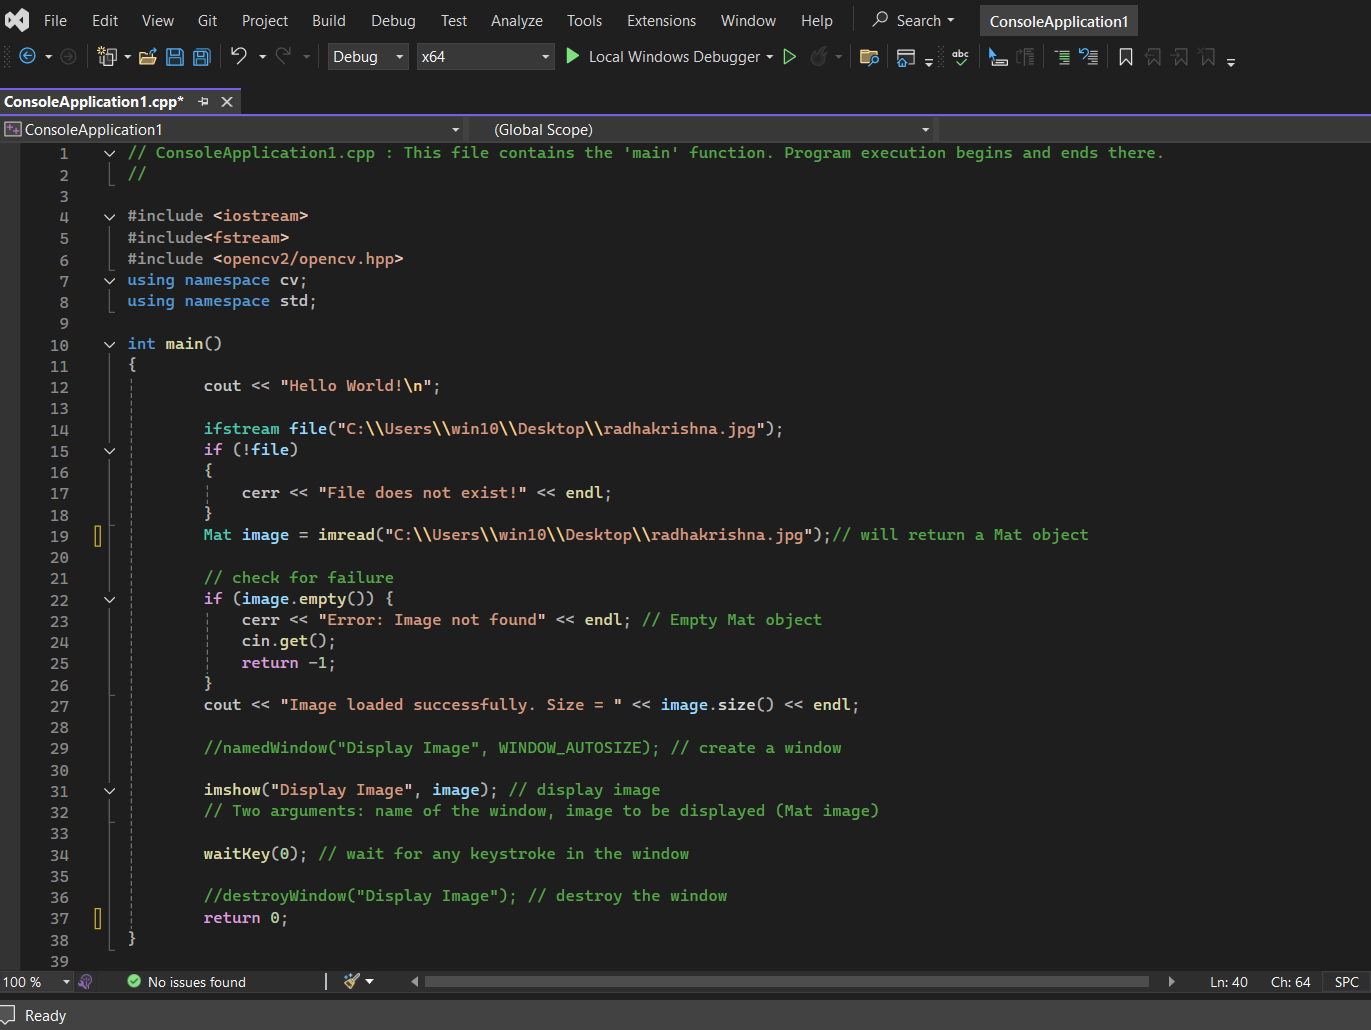 File Edit View Git Project Build Debug Test Analyze Tools Extensions Window Help Search ConsoleApplication1
Debug x64 Local Windows Debugger abc
ConsoleApplication1.cpp*
ConsoleApplication1 (Global Scope)
1 // ConsoleApplication1.cpp : This file contains the 'main' function. Program execution begins and ends there.
2 //
3
4 #include <iostream>
5 #include<fstream>
6 #include <opencv2/opencv.hpp>
7 using namespace cv;
8 using namespace std;
9
10 int main()
11 {
12 cout << "Hello World!\n";
13
14 ifstream file("C:\\Users\\win10\\Desktop\\radhakrishna.jpg");
15 if (!file)
16 {
17 cerr << "File does not exist!" << endl;
18 }
19 Mat image = imread("C:\\Users\\win10\\Desktop\\radhakrishna.jpg");// will return a Mat object
20
21 // check for failure
22 if (image.empty()) {
23 cerr << "Error: Image not found" << endl; // Empty Mat object
24 cin.get();
25 return -1;
26 }
27 cout << "Image loaded successfully. Size = " << image.size() << endl;
28
29 //namedWindow("Display Image", WINDOW_AUTOSIZE); // create a window
30
31 imshow("Display Image", image); // display image
32 // Two arguments: name of the window, image to be displayed (Mat image)
33
34 waitKey(0); // wait for any keystroke in the window
35
36 //destroyWindow("Display Image"); // destroy the window
37 return 0;
38 }
39
100 % No issues found Ln: 40 Ch: 64 SPC
Ready